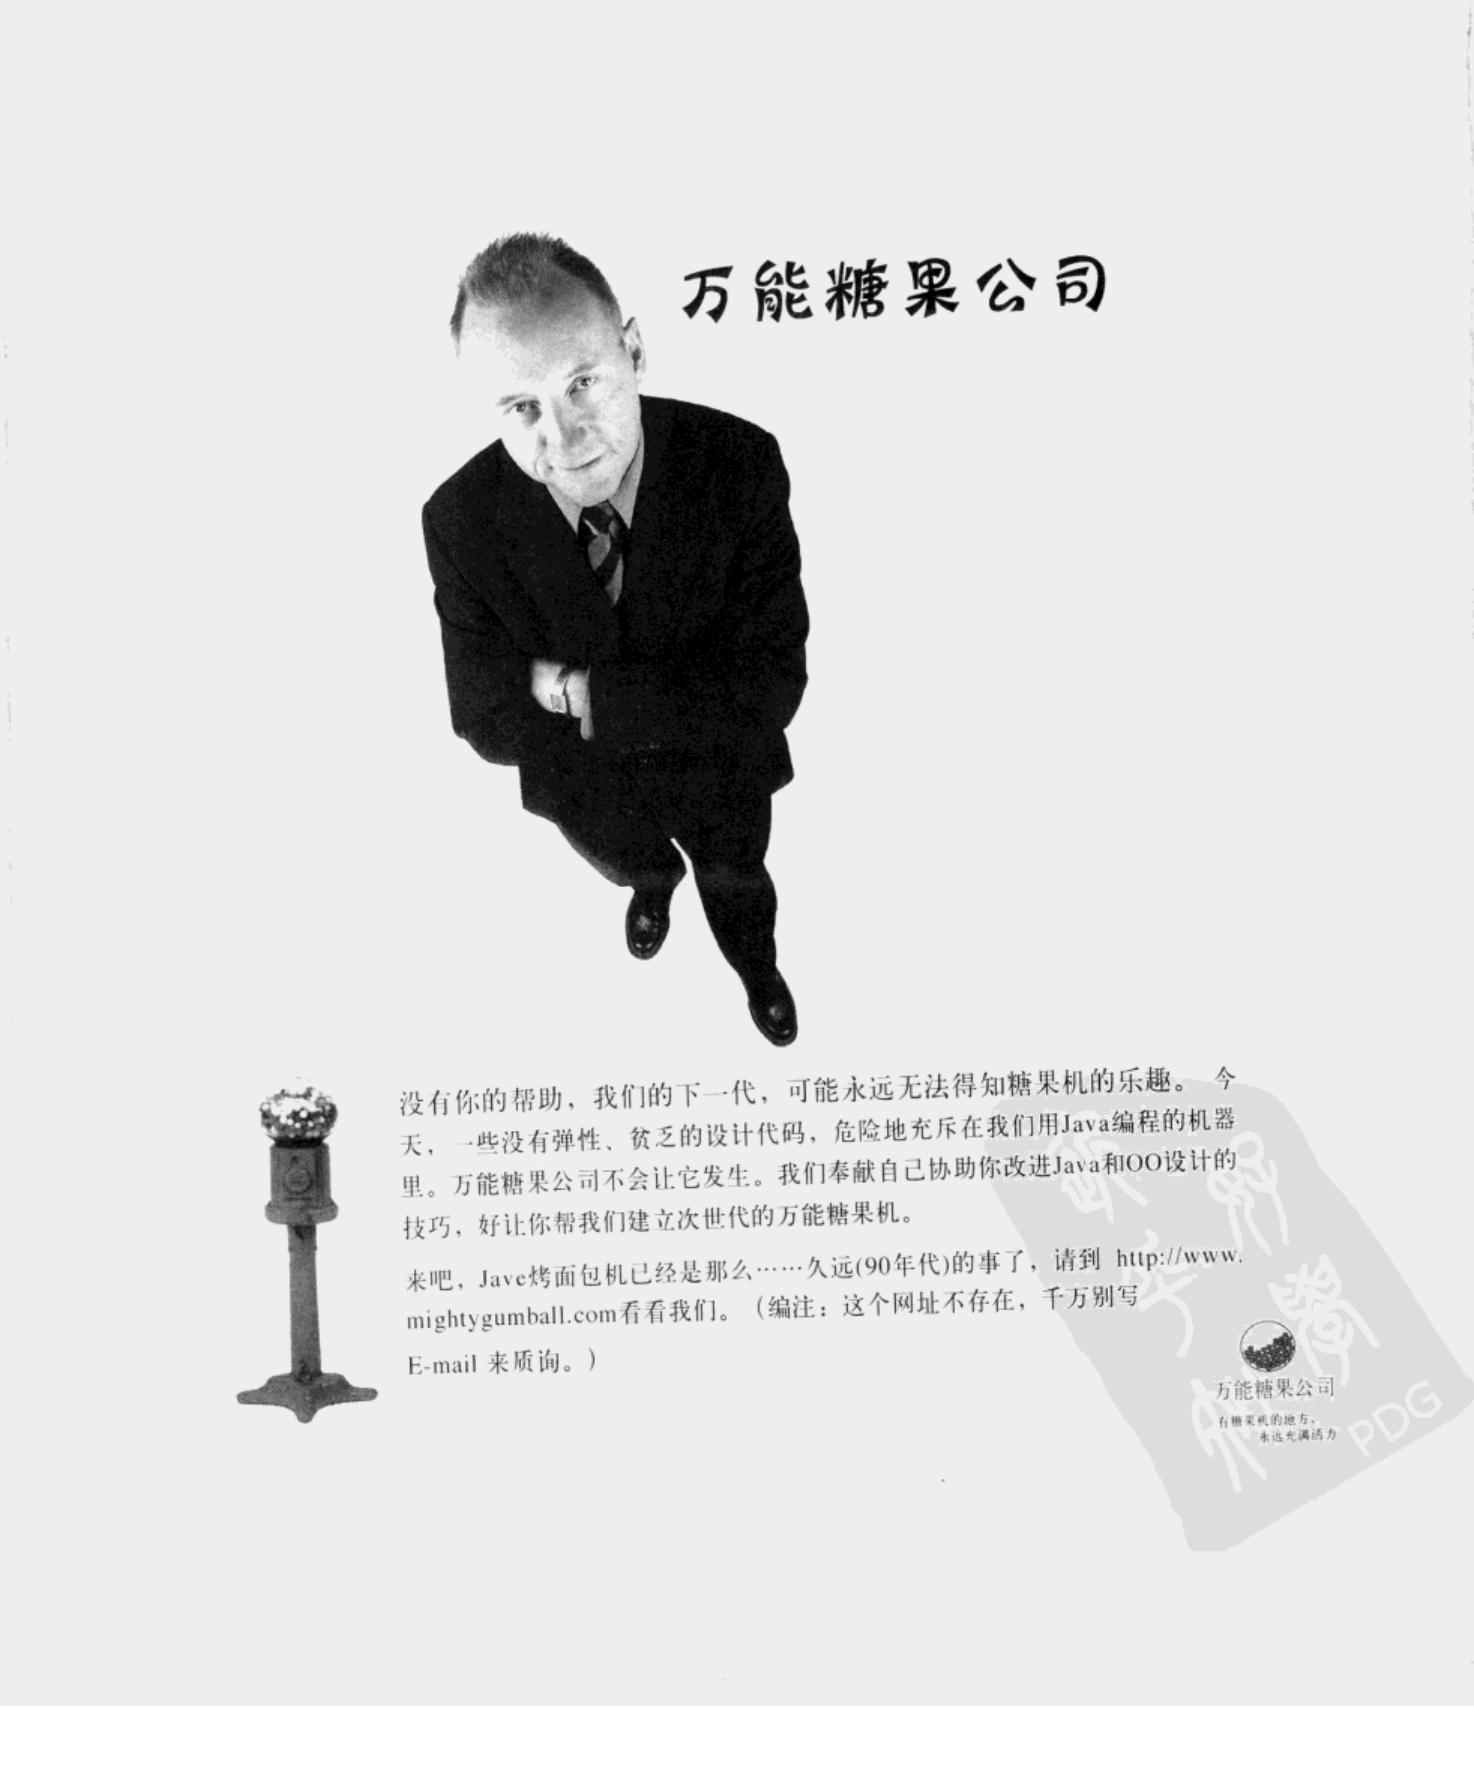 万能糖果公司
没有你的帮助，我们的下一代，可能永远无法得知糖果机的乐趣。 今
天，一些没有弹性、贫乏的设计代码，危险地充斥在我们用Java编程的机器
里。万能糖果公司不会让它发生。我们奉献自己协助你改进Java和OO设计的
技巧，好让你帮我们建立次世代的万能糖果机。
来吧，Jave烤面包机已经是那么……久远(90年代)的事了，请到 http://www.
mightygumball.com看看我们。（编注：这个网址不存在，千万别写
E-mail 来质询。）
万能糖果公司
有糖果机的地方，
永远充满活力
PDG